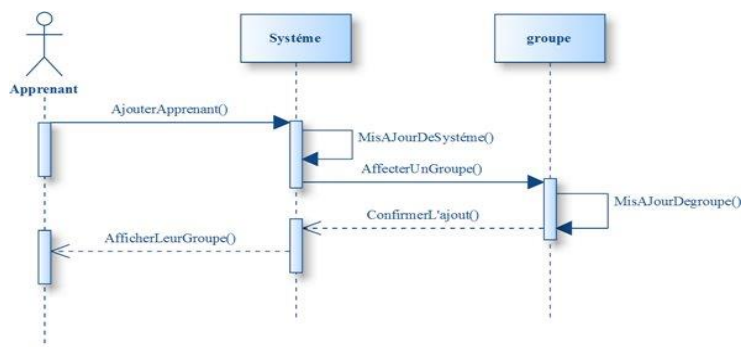 Systéme
groupe
Apprenant
AjouterApprenant()
MisAJourDeSystéme()
AffecterUnGroupe()
MisAJourDegroupe()
ConfirmerL'ajout()
AfficherLeurGroupe()